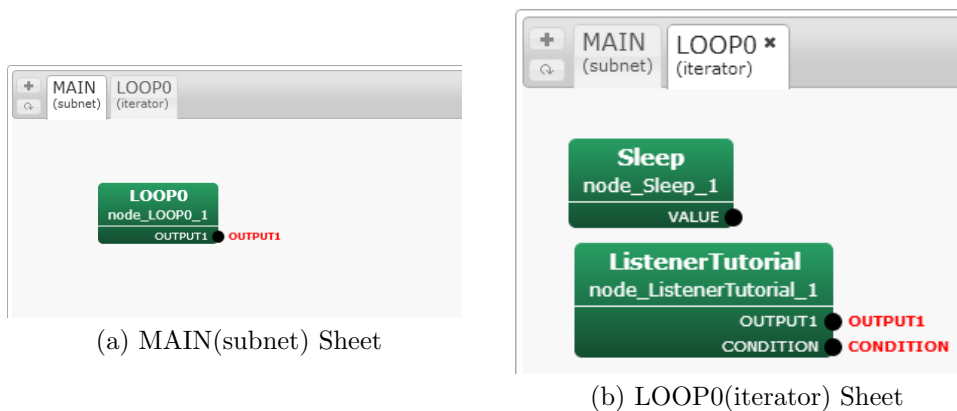 MAIN
(subnet)
LOOP0
(iterator)
LOOP0
node_LOOP0_1
OUTPUT1 OUTPUT1
(a) MAIN(subnet) Sheet
MAIN
(subnet)
LOOP0 ✖
(iterator)
Sleep
node_Sleep_1
VALUE
ListenerTutorial
node_ListenerTutorial_1
OUTPUT1 OUTPUT1
CONDITION CONDITION
(b) LOOP0(iterator) Sheet